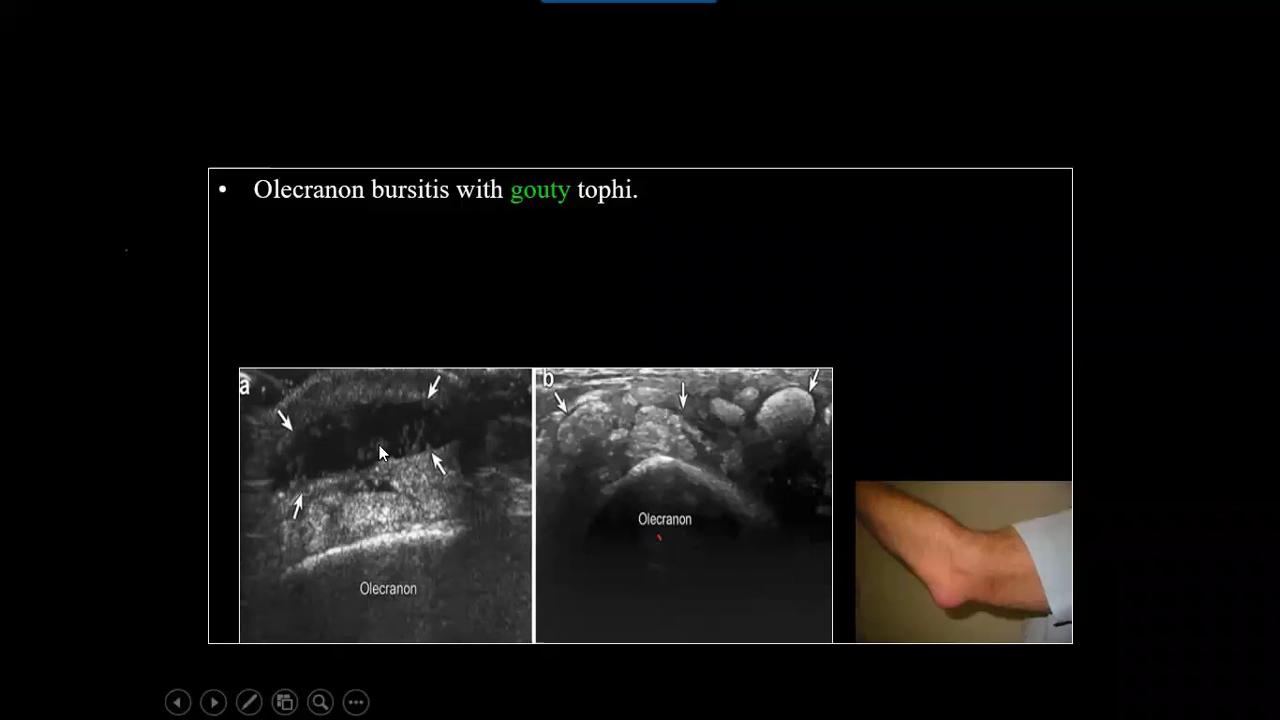 • Olecranon bursitis with gouty tophi.
a
b
Olecranon
Olecranon